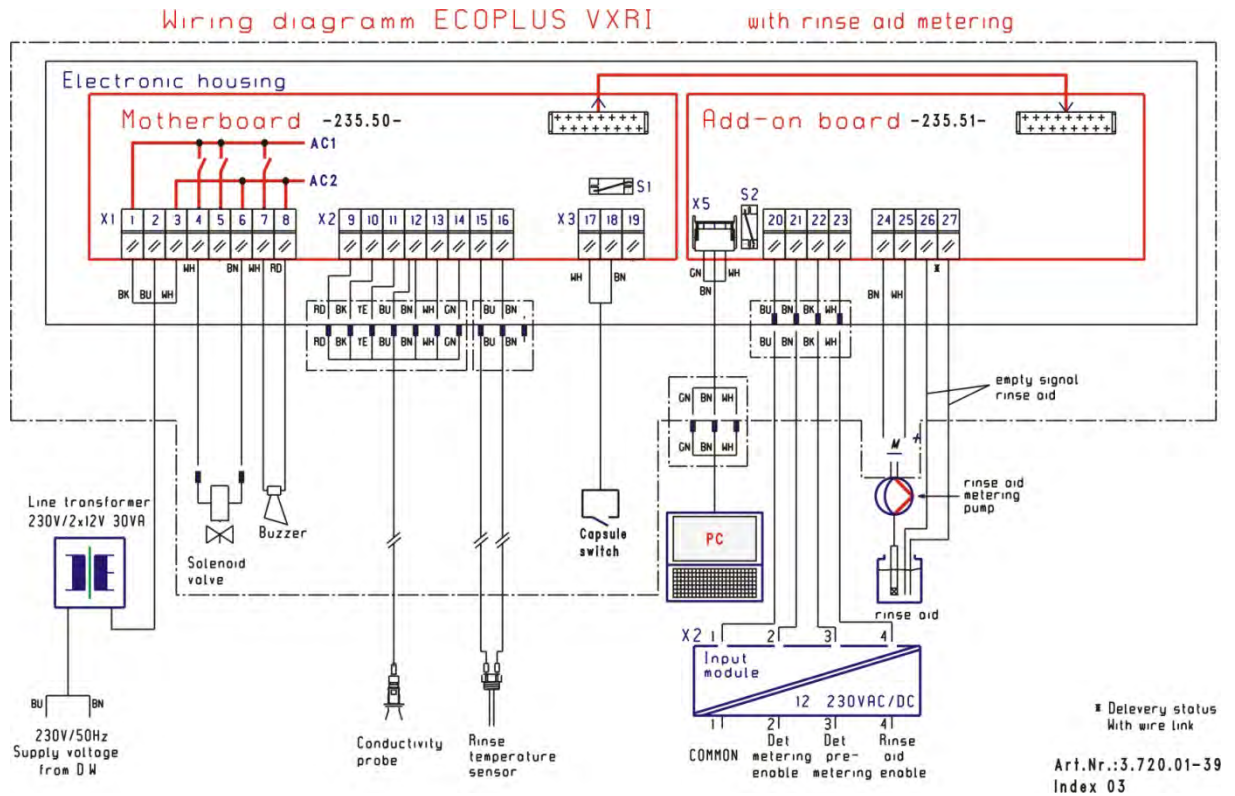 Wiring diagramm ECOPLUS VXRI
with rinse aid metering
Electronic housing
Motherboard -235.50-
AC1
AC2
S1
X1 1 2 3 4 5 6 7 8
X2 9 10 11 12 13 14 15 16
X3 17 18 19
Add-on board -235.51-
X5
S2
20 21 22 23
24 25 26 27
WH BN WH RD
BK BU WH
WH BN
GN WH
BN
BN WH
*
RD BK YE BU BN WH GN
BU BN
RD BK YE BU BN WH GN
BU BN
BU BN BK WH
BU BN BK WH
GN BN WH
GN BN WH
empty signal
rinse aid
M +
rinse aid
metering
pump
rinse aid
Line transformer
230V/2x12V 30VA
Solenoid
valve
Buzzer
Capsule
switch
PC
BU BN
230V/50Hz
Supply voltage
from DW
Conductivity
probe
Rinse
temperature
sensor
X2 1 2 3 4
Input
module
12 230VAC/DC
1 2 3 4
COMMON
Det
metering
enable
Det
pre-
metering
Rinse
aid
enable
* Delevery status
With wire link
Art.Nr.:3.720.01-39
Index 03